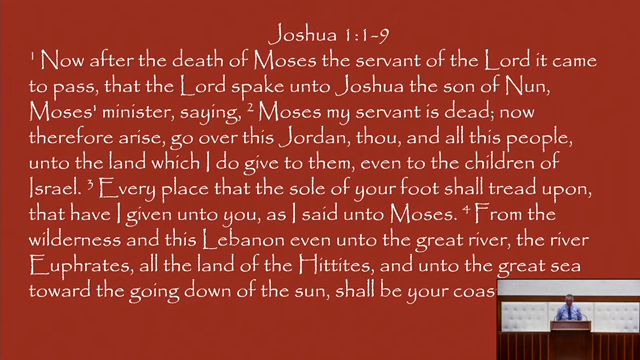 Joshua 1:1-9
¹ Now after the death of Moses the servant of the Lord it came
to pass, that the Lord spake unto Joshua the son of Nun,
Moses' minister, saying, ² Moses my servant is dead; now
therefore arise, go over this Jordan, thou, and all this people,
unto the land which I do give to them, even to the children of
Israel. ³ Every place that the sole of your foot shall tread upon,
that have I given unto you, as I said unto Moses. ⁴ From the
wilderness and this Lebanon even unto the great river, the river
Euphrates, all the land of the Hittites, and unto the great sea
toward the going down of the sun, shall be your